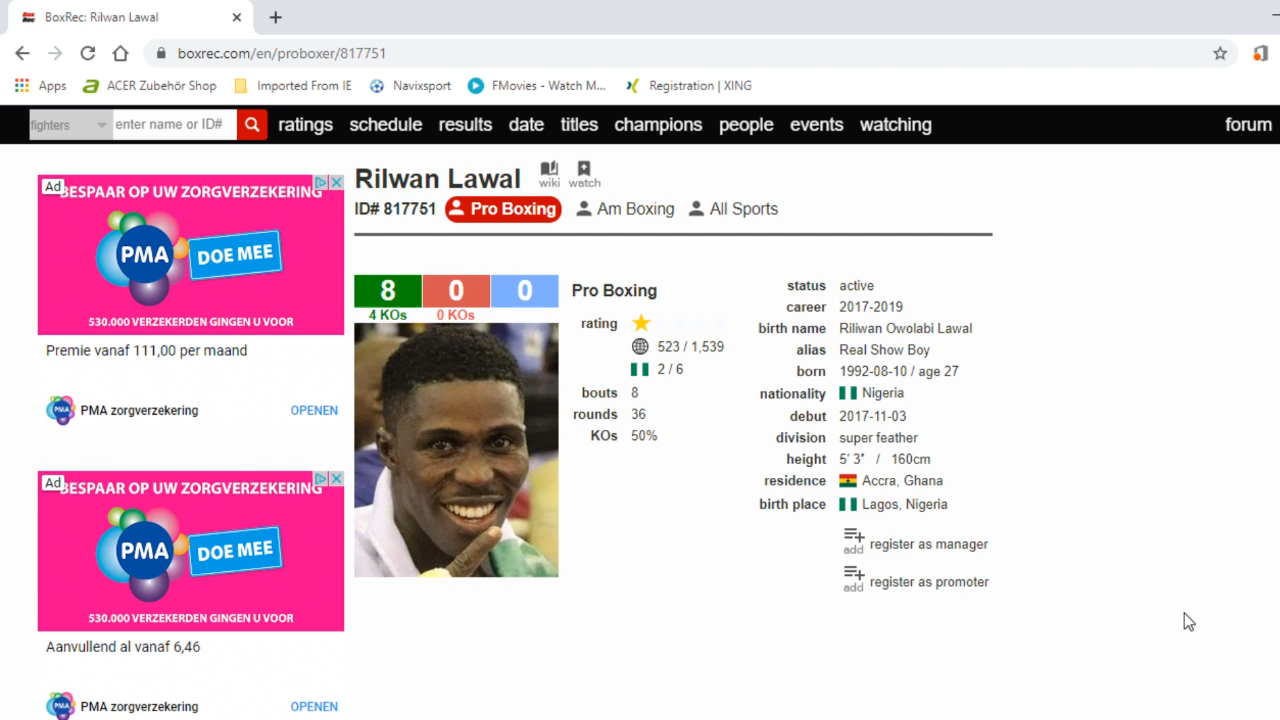 BoxRec: Rilwan Lawal
boxrec.com/en/proboxer/817751
Apps ACER Zubehör Shop Imported From IE Navixsport FMovies - Watch M... Registration | XING
fighters enter name or ID# ratings schedule results date titles champions people events watching forum
Rilwan Lawal wiki watch
ID# 817751 Pro Boxing Am Boxing All Sports
Ad
BESPAAR OP UW ZORGVERZEKERING
PMA DOE MEE
530.000 VERZEKERDEN GINGEN U VOOR
Premie vanaf 111,00 per maand
PMA PMA zorgverzekering OPENEN
Ad
BESPAAR OP UW ZORGVERZEKERING
PMA DOE MEE
530.000 VERZEKERDEN GINGEN U VOOR
Aanvullend al vanaf 6,46
PMA PMA zorgverzekering OPENEN
8 0 0
4 KOs 0 KOs
Pro Boxing
rating
523 / 1,539
2 / 6
bouts 8
rounds 36
KOs 50%
status active
career 2017-2019
birth name Riliwan Owolabi Lawal
alias Real Show Boy
born 1992-08-10 / age 27
nationality Nigeria
debut 2017-11-03
division super feather
height 5′ 3″ / 160cm
residence Accra, Ghana
birth place Lagos, Nigeria
add register as manager
add register as promoter